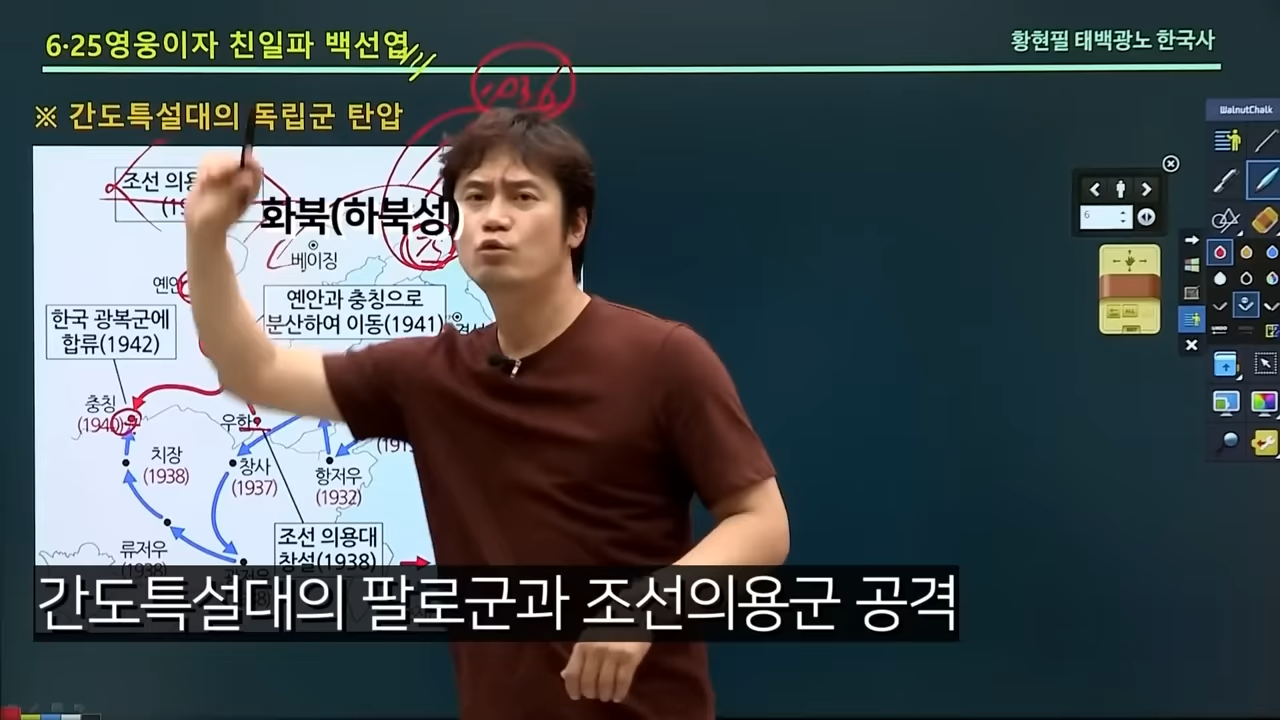 6·25영웅이자 친일파 백선엽
황현필 태백광노 한국사
※ 간도특설대의 독립군 탄압
WalnutChalk
조선
화북(하북성)
베이징
6
옌안과 충칭으로
분산하여 이동(1941)
한국 광복군에
합류(1942)
충칭
(1940)
우한
치장
(1938)
창사
(1937)
항저우
(1932)
조선 의용대
창설(1938)
류저우
(1938)
간도특설대의 팔로군과 조선의용군 공격